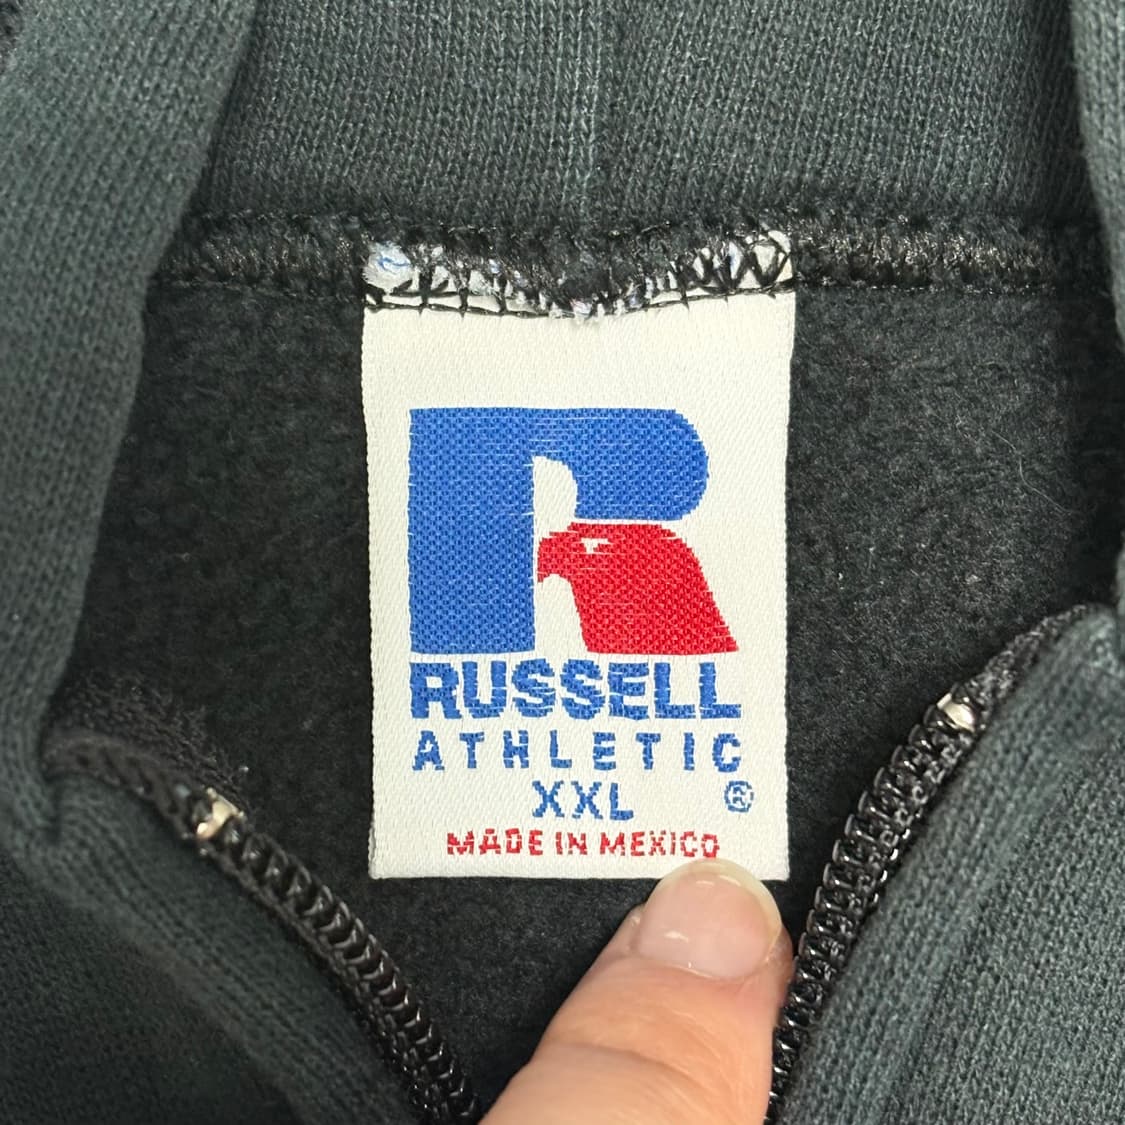 R
RUSSELL
ATHLETIC
XXL ®
MADE IN MEXICO